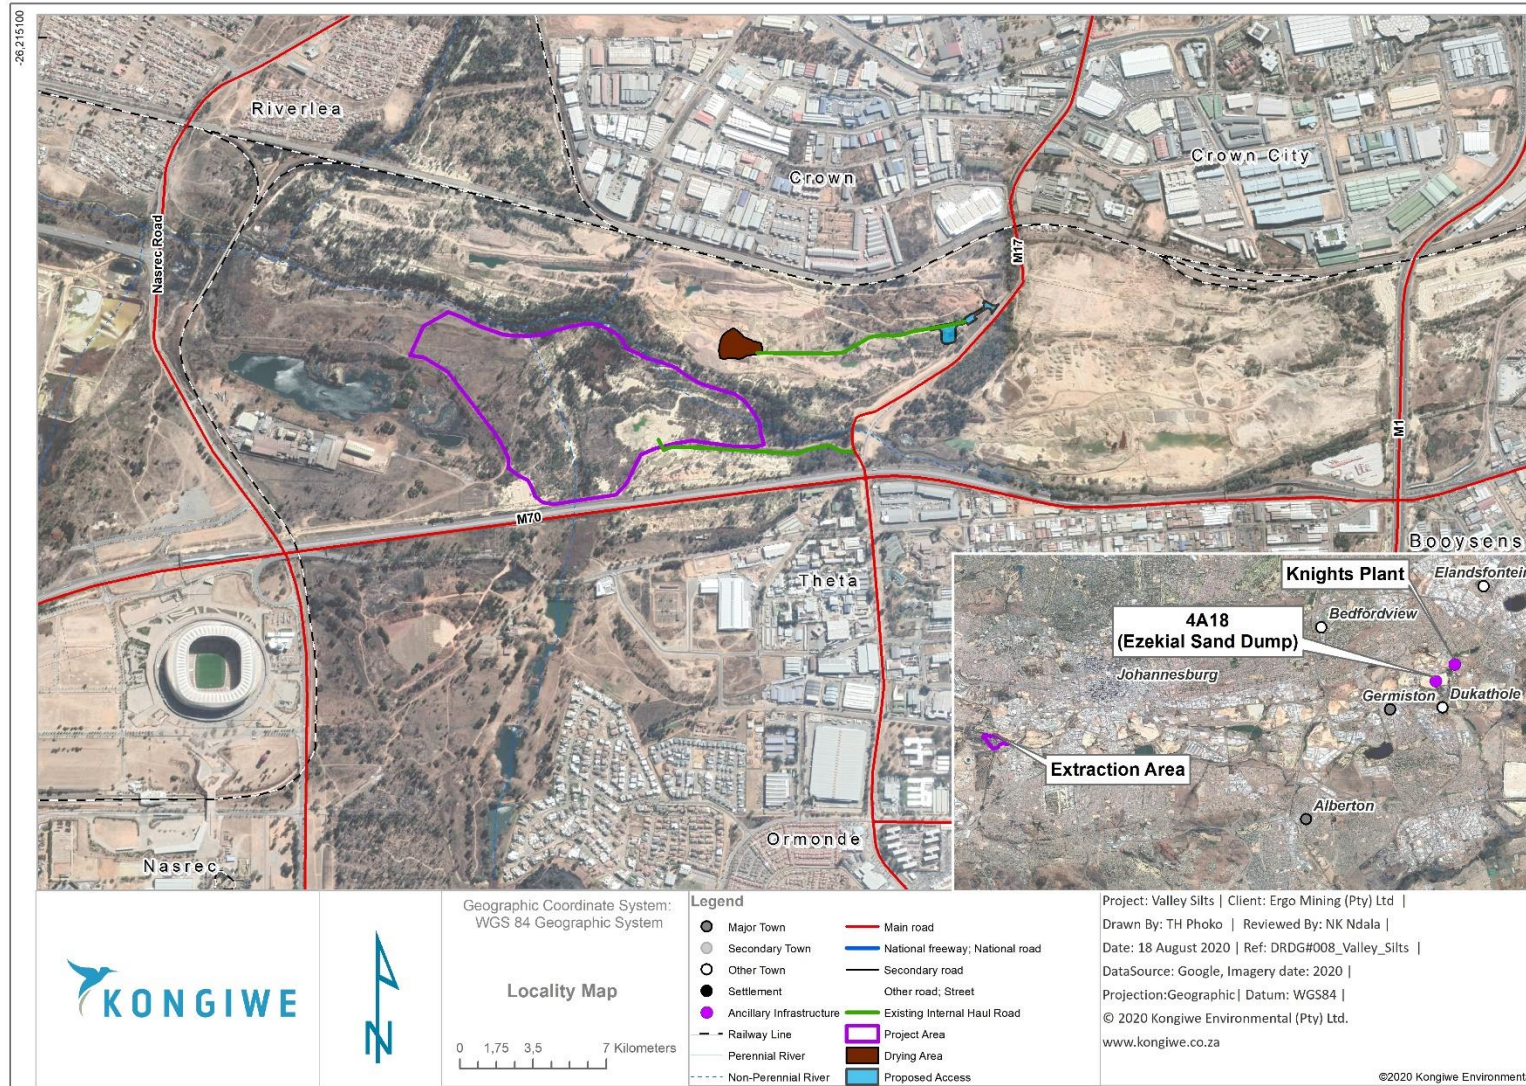 -26,215100
Riverlea
Crown
Crown City
Nasrec Road
M17
M1
M70
Booysens
Theta
Ormonde
Nasrec
Knights Plant
Elandsfontein
4A18
(Ezekial Sand Dump)
Bedfordview
Johannesburg
Germiston
Dukathole
Extraction Area
Alberton
KONGIWE
N
Geographic Coordinate System:
WGS 84 Geographic System
Locality Map
0 1,75 3,5 7 Kilometers
Legend
Major Town
Secondary Town
Other Town
Settlement
Ancillary Infrastructure
Railway Line
Perennial River
Non-Perennial River
Main road
National freeway; National road
Secondary road
Other road; Street
Existing Internal Haul Road
Project Area
Drying Area
Proposed Access
Project: Valley Silts | Client: Ergo Mining (Pty) Ltd |
Drawn By: TH Phoko | Reviewed By: NK Ndala |
Date: 18 August 2020 | Ref: DRDG#008_Valley_Silts |
DataSource: Google, Imagery date: 2020 |
Projection:Geographic| Datum: WGS84 |
© 2020 Kongiwe Environmental (Pty) Ltd.
www.kongiwe.co.za
©2020 Kongiwe Environment